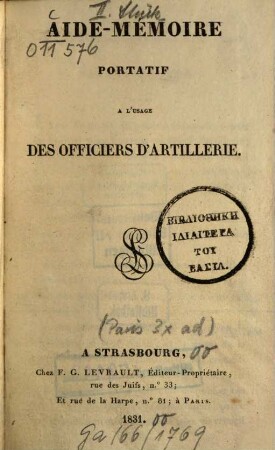 II.
011 576
AIDE-MÉMOIRE
PORTATIF
A L'USAGE
DES OFFICIERS D'ARTILLERIE.
ΒΙΒΛΙΟΘΗΚΗ
ΙΔΙΑΙΤΕΡΑ
ΤΟΥ
ΒΑΣΙΛ.
(Paris 3x ad)
A STRASBOURG,
Chez F. G. LEVRAULT, Éditeur-Propriétaire,
rue des Juifs, n.° 33;
Et rue de la Harpe, n.° 81; à PARIS.
1831.
Ga/66/1769